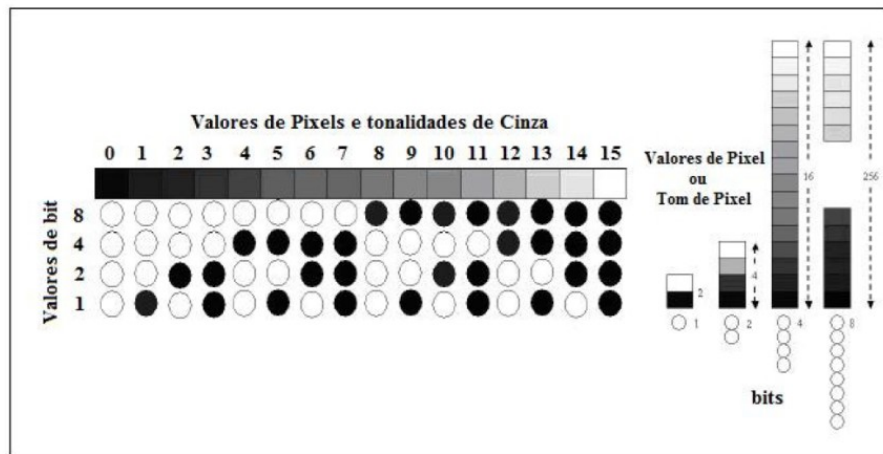 Valores de Pixels e tonalidades de Cinza
0 1 2 3 4 5 6 7 8 9 10 11 12 13 14 15
Valores de bit
8
4
2
1
Valores de Pixel
ou
Tom de Pixel
2
4
16
256
1
2
4
8
bits